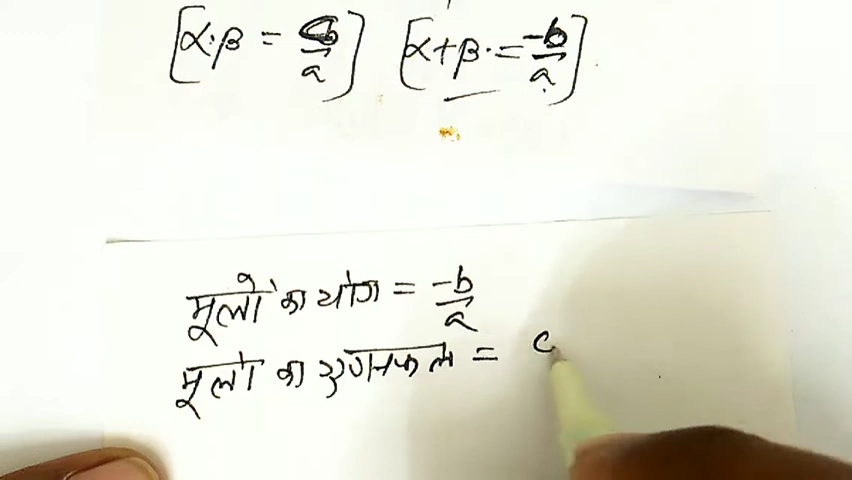 [α.β = c/a] [α+β. = -b/a]
मूलों का योग = -b/a
मूलों का गुणनफल = c